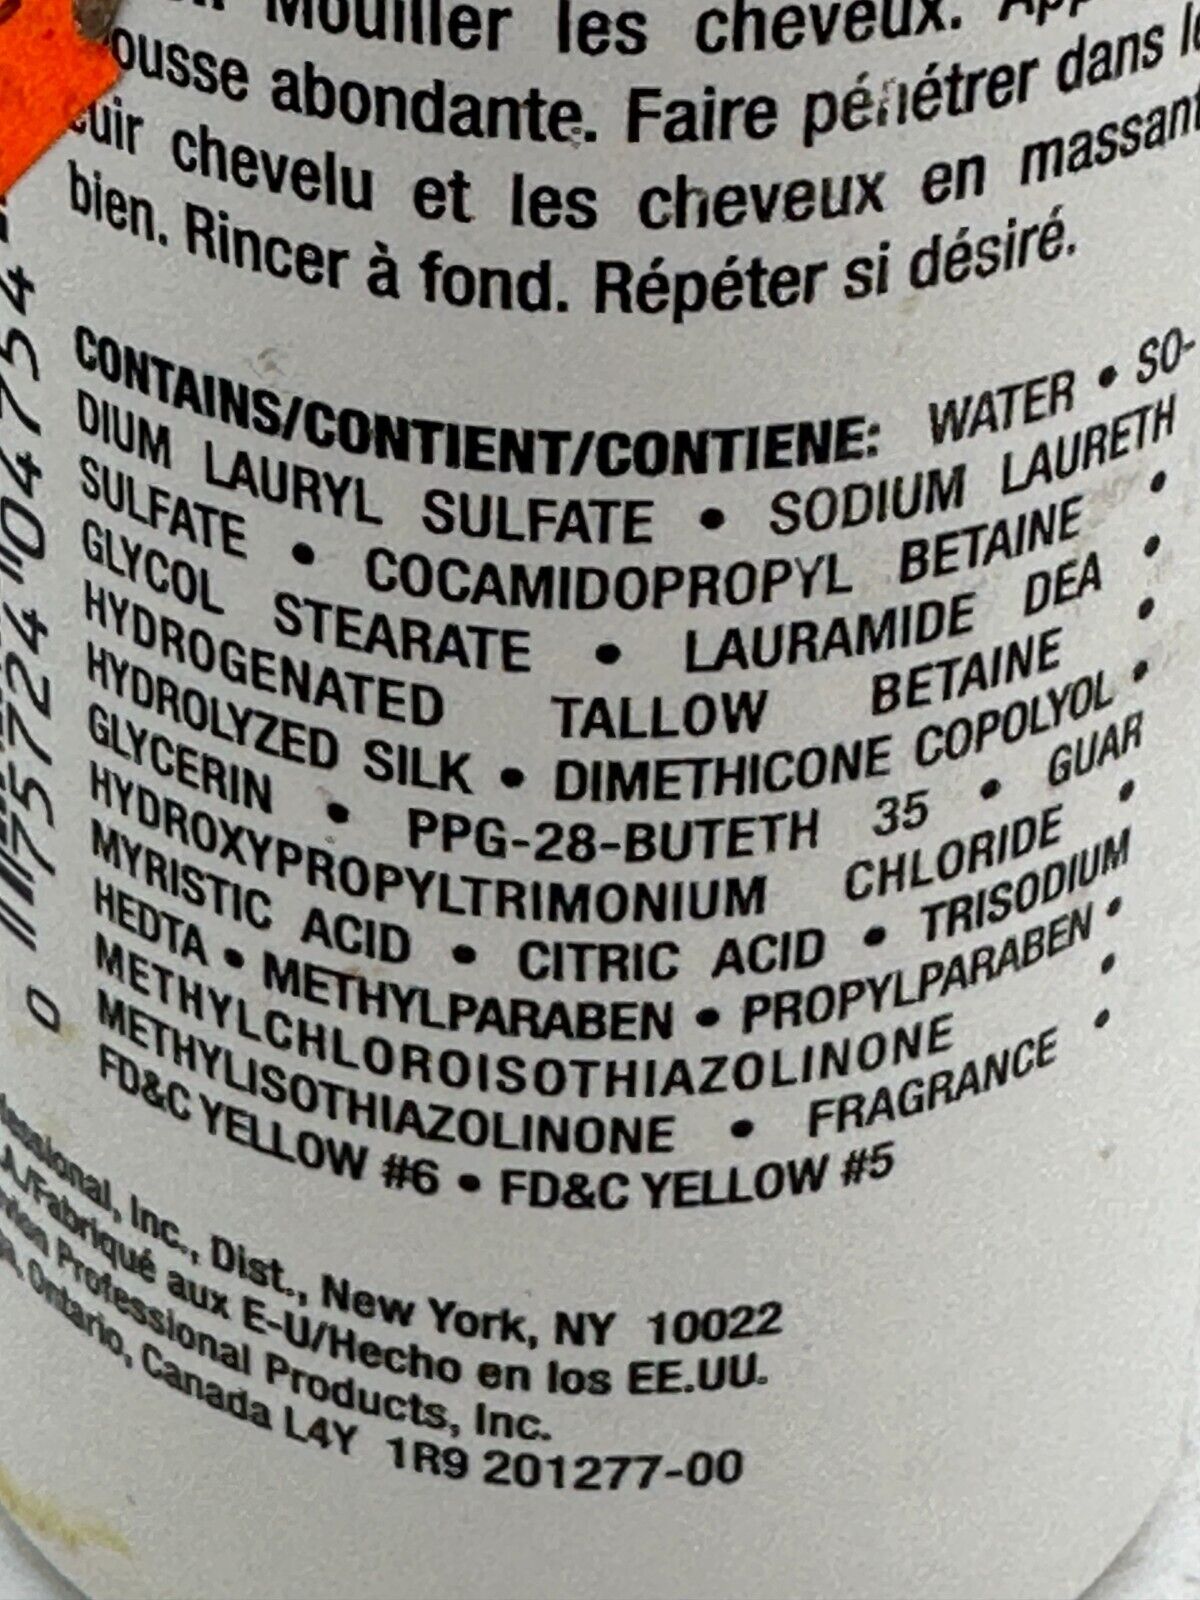 Mouiller les cheveux.
ousse abondante. Faire pénétrer dans
cuir chevelu et les cheveux en massant
bien. Rincer à fond. Répéter si désiré.
CONTAINS/CONTIENT/CONTIENE: WATER • SO-
DIUM LAURYL SULFATE • SODIUM LAURETH
SULFATE • COCAMIDOPROPYL BETAINE •
GLYCOL STEARATE • LAURAMIDE DEA •
HYDROGENATED TALLOW BETAINE •
HYDROLYZED SILK • DIMETHICONE COPOLYOL •
GLYCERIN • PPG-28-BUTETH 35 • GUAR
HYDROXYPROPYLTRIMONIUM CHLORIDE •
MYRISTIC ACID • CITRIC ACID • TRISODIUM
HEDTA • METHYLPARABEN • PROPYLPARABEN •
METHYLCHLOROISOTHIAZOLINONE •
METHYLISOTHIAZOLINONE • FRAGRANCE •
FD&C YELLOW #6 • FD&C YELLOW #5
essional, Inc., Dist., New York, NY 10022
A./Fabriqué aux E-U/Hecho en los EE.UU.
Professional Products, Inc.
Ontario, Canada L4Y 1R9 201277-00
0 75724 04754